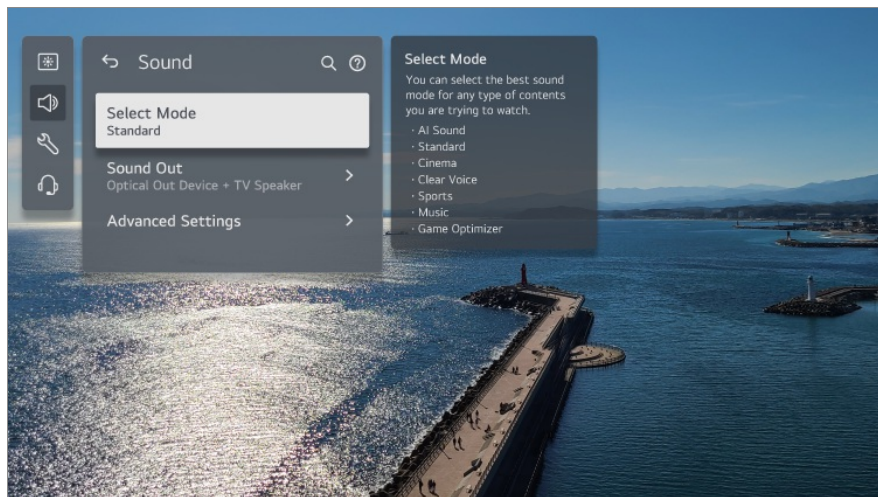 Sound
Select Mode
Standard
Sound Out
Optical Out Device + TV Speaker
Advanced Settings
Select Mode
You can select the best sound
mode for any type of contents
you are trying to watch.
· AI Sound
· Standard
· Cinema
· Clear Voice
· Sports
· Music
· Game Optimizer